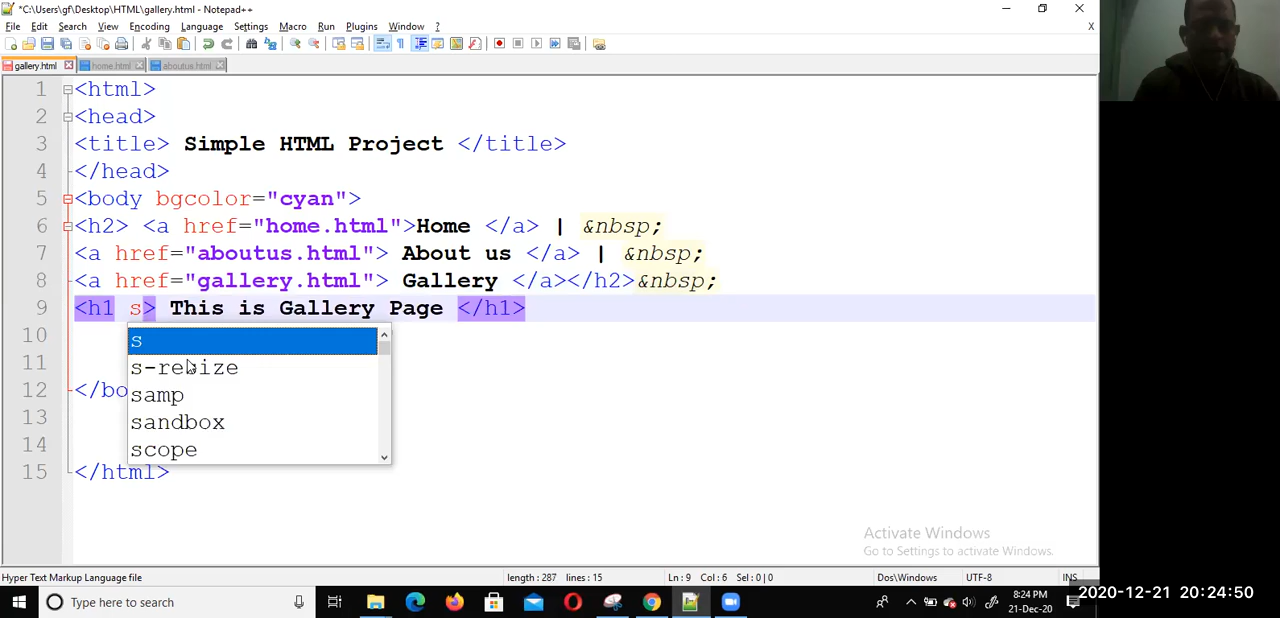 *C:\Users\gf\Desktop\HTML\gallery.html - Notepad++
File Edit Search View Encoding Language Settings Macro Run Plugins Window ? X
gallery.html home.html aboutus.html
1 <html>
2 <head>
3 <title> Simple HTML Project </title>
4 </head>
5 <body bgcolor="cyan">
6 <h2> <a href="home.html">Home </a> | &nbsp;
7 <a href="aboutus.html"> About us </a> | &nbsp;
8 <a href="gallery.html"> Gallery </a></h2>&nbsp;
9 <h1 s> This is Gallery Page </h1>
10
s
11
s-resize
12 </bo
samp
13
sandbox
14
scope
15 </html>
Activate Windows
Go to Settings to activate Windows.
Hyper Text Markup Language file length : 287 lines : 15 Ln : 9 Col : 6 Sel : 0 | 0 Dos\Windows UTF-8 INS
Type here to search 8:24 PM
21-Dec-20
2020-12-21 20:24:50